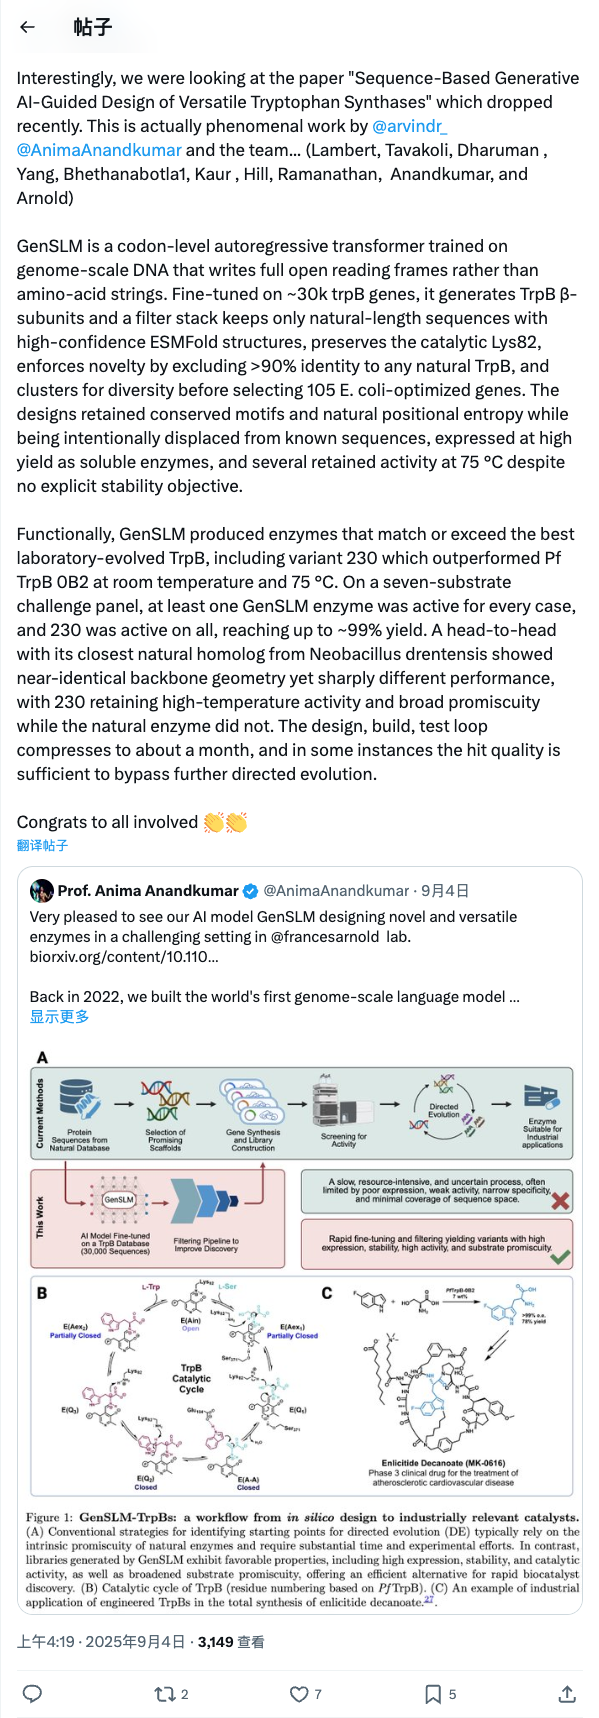 帖子
Interestingly, we were looking at the paper "Sequence-Based Generative
AI-Guided Design of Versatile Tryptophan Synthases" which dropped
recently. This is actually phenomenal work by @arvindr_
@AnimaAnandkumar and the team... (Lambert, Tavakoli, Dharuman ,
Yang, Bhethanabotla1, Kaur , Hill, Ramanathan,  Anandkumar, and
Arnold)
GenSLM is a codon-level autoregressive transformer trained on
genome-scale DNA that writes full open reading frames rather than
amino-acid strings. Fine-tuned on ~30k trpB genes, it generates TrpB β-
subunits and a filter stack keeps only natural-length sequences with
high-confidence ESMFold structures, preserves the catalytic Lys82,
enforces novelty by excluding >90% identity to any natural TrpB, and
clusters for diversity before selecting 105 E. coli-optimized genes. The
designs retained conserved motifs and natural positional entropy while
being intentionally displaced from known sequences, expressed at high
yield as soluble enzymes, and several retained activity at 75 °C despite
no explicit stability objective.
Functionally, GenSLM produced enzymes that match or exceed the best
laboratory-evolved TrpB, including variant 230 which outperformed Pf
TrpB 0B2 at room temperature and 75 °C. On a seven-substrate
challenge panel, at least one GenSLM enzyme was active for every case,
and 230 was active on all, reaching up to ~99% yield. A head-to-head
with its closest natural homolog from Neobacillus drentensis showed
near-identical backbone geometry yet sharply different performance,
with 230 retaining high-temperature activity and broad promiscuity
while the natural enzyme did not. The design, build, test loop
compresses to about a month, and in some instances the hit quality is
sufficient to bypass further directed evolution.
Congrats to all involved 👏👏
翻译帖子
Prof. Anima Anandkumar @AnimaAnandkumar · 9月4日
Very pleased to see our AI model GenSLM designing novel and versatile
enzymes in a challenging setting in @francesarnold  lab.
biorxiv.org/content/10.110…
Back in 2022, we built the world's first genome-scale language model ...
显示更多
A
Current Methods
Protein
Sequences from
Natural Database
Selection of
Promising
Scaffolds
Gene Synthesis
and Library
Construction
Screening for
Activity
Directed
Evolution
Enzyme
Suitable for
Industrial
applications
This Work
GenSLM
AI Model Fine-tuned
on a TrpB Database
(30,000 Sequences)
Filtering Pipeline to
Improve Discovery
A slow, resource-intensive, and uncertain process, often
limited by poor expression, weak activity, narrow specificity,
and minimal coverage of sequence space.
Rapid fine-tuning and filtering yielding variants with high
expression, stability, high activity, and substrate promiscuity.
B
L-Trp
L-Ser
E(Ain)
Open
E(Aex₂)
Partially Closed
E(Aex₁)
Partially Closed
TrpB
Catalytic
Cycle
E(Q₃)
E(Q₁)
E(Q₂)
Closed
E(A-A)
Closed
C
PfTrpB-0B2
>99% e.e.
Enlicitide Decanoate (MK-0616)
Phase 3 clinical drug for the treatment of
atherosclerotic cardiovascular disease
Figure 1: GenSLM-TrpBs: a workflow from in silico design to industrially relevant catalysts.
(A) Conventional strategies for identifying starting points for directed evolution (DE) typically rely on the
intrinsic promiscuity of natural enzymes and require substantial time and experimental efforts. In contrast,
libraries generated by GenSLM exhibit favorable properties, including high expression, stability, and catalytic
activity, as well as broadened substrate promiscuity, offering an efficient alternative for rapid biocatalyst
discovery. (B) Catalytic cycle of TrpB (residue numbering based on PfTrpB). (C) An example of industrial
application of engineered TrpBs in the total synthesis of enlicitide decanoate.27.
上午4:19 · 2025年9月4日 · 3,149 查看
2
7
5